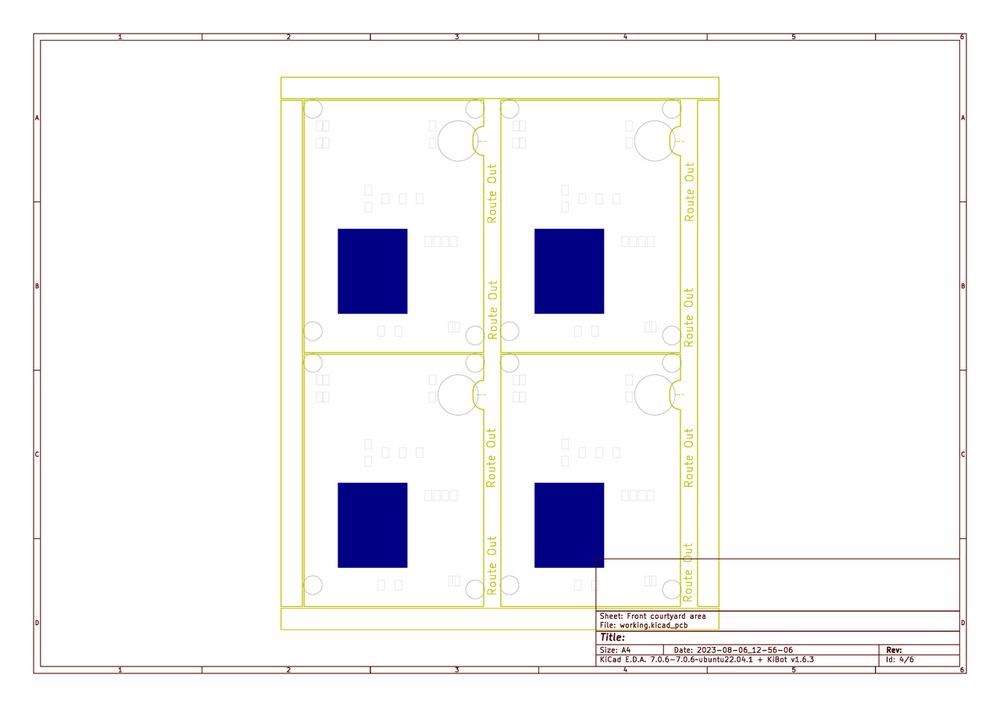 1 2 3 4 5 6
A A
Route Out Route Out
B B
Route Out Route Out
C C
Route Out Route Out
Route Out Route Out
D D
Sheet: Front courtyard area
File: working.kicad_pcb
Title:
Size: A4 Date: 2023-08-06_12-56-06 Rev:
KiCad E.D.A. 7.0.6-7.0.6~ubuntu22.04.1 + KiBot v1.6.3 Id: 4/6
1 2 3 4 5 6